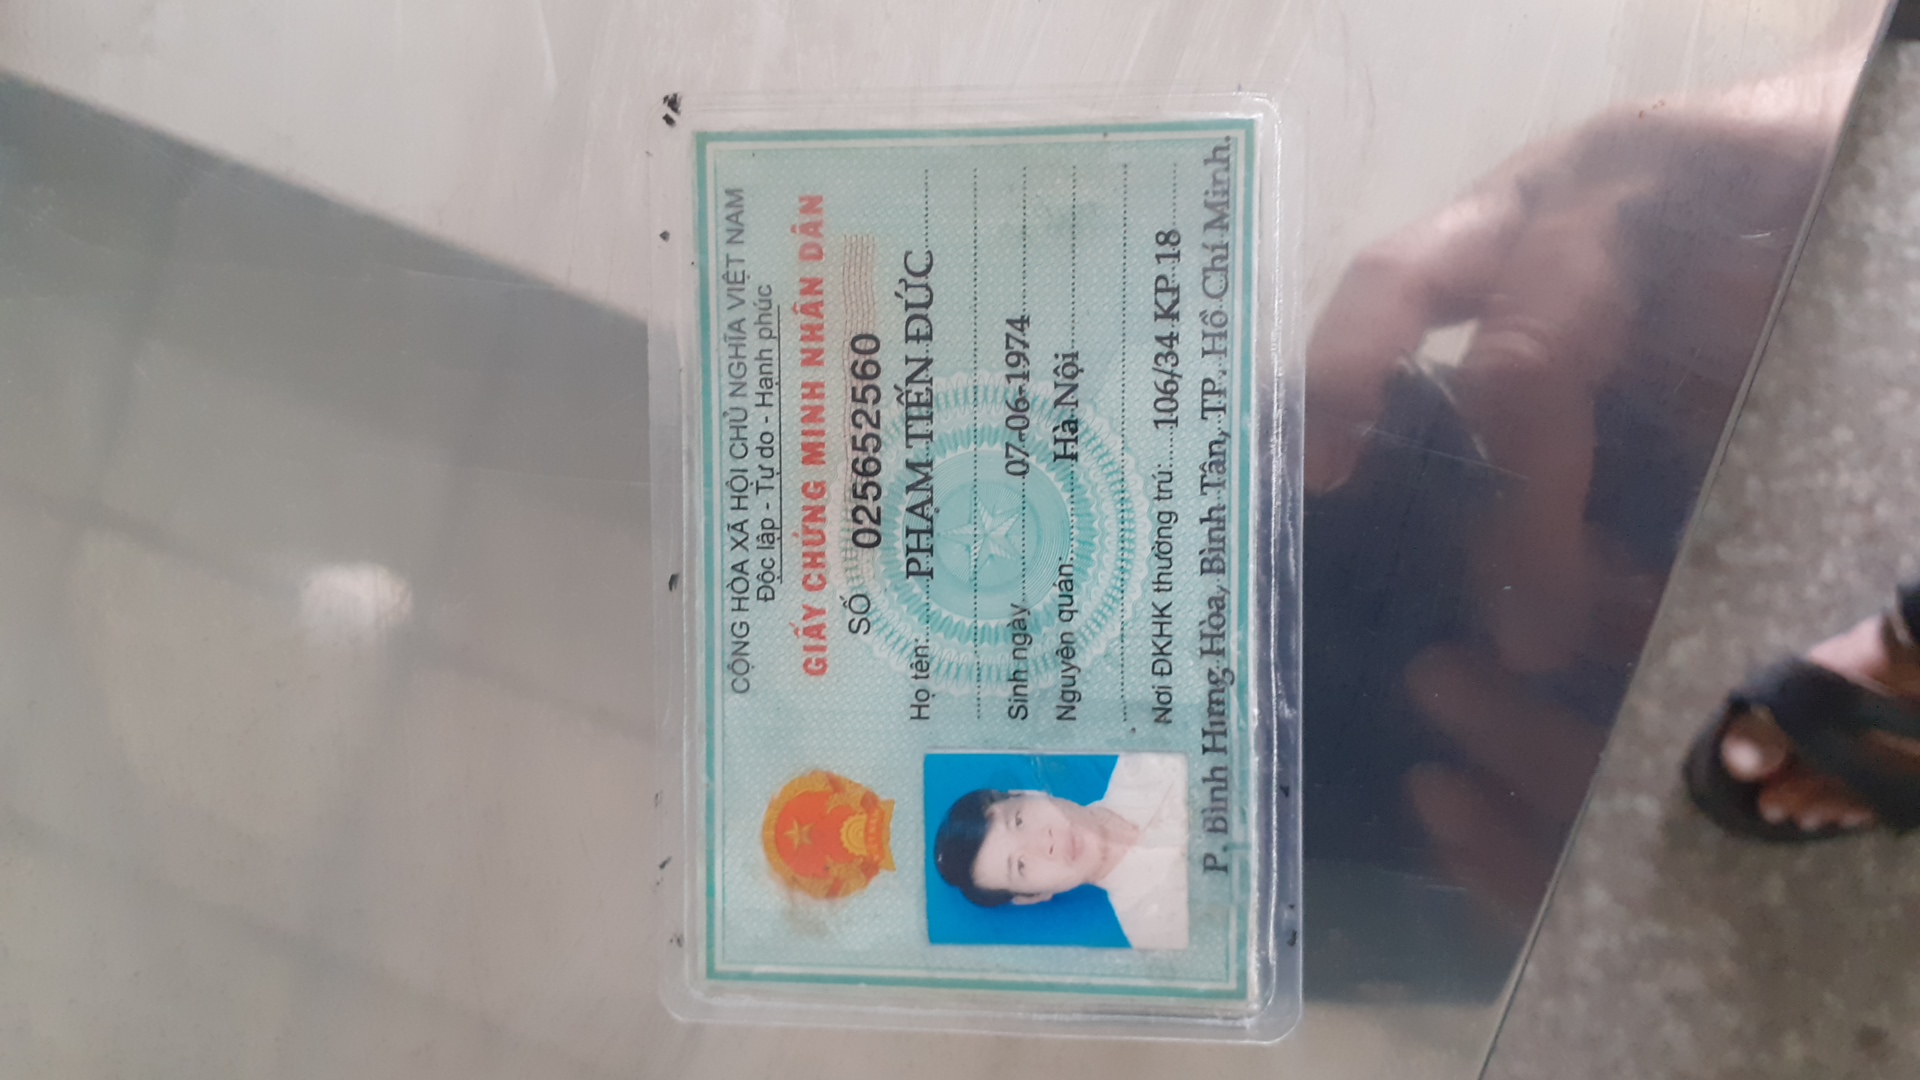 CỘNG HÒA XÃ HỘI CHỦ NGHĨA VIỆT NAM
Độc lập - Tự do - Hạnh phúc
GIẤY CHỨNG MINH NHÂN DÂN
SỐ 025652560
Họ tên: PHẠM TIẾN ĐỨC
Sinh ngày 07-06-1974
Nguyên quán: Hà Nội
Nơi ĐKHK thường trú: 106/34 KP 18
P. Bình Hưng Hòa, Bình Tân, TP. Hồ Chí Minh.
VIỆT NAM